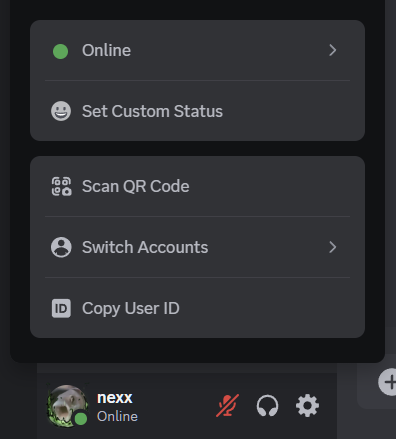 Online
Set Custom Status
Scan QR Code
Switch Accounts
ID Copy User ID
nexx
Online